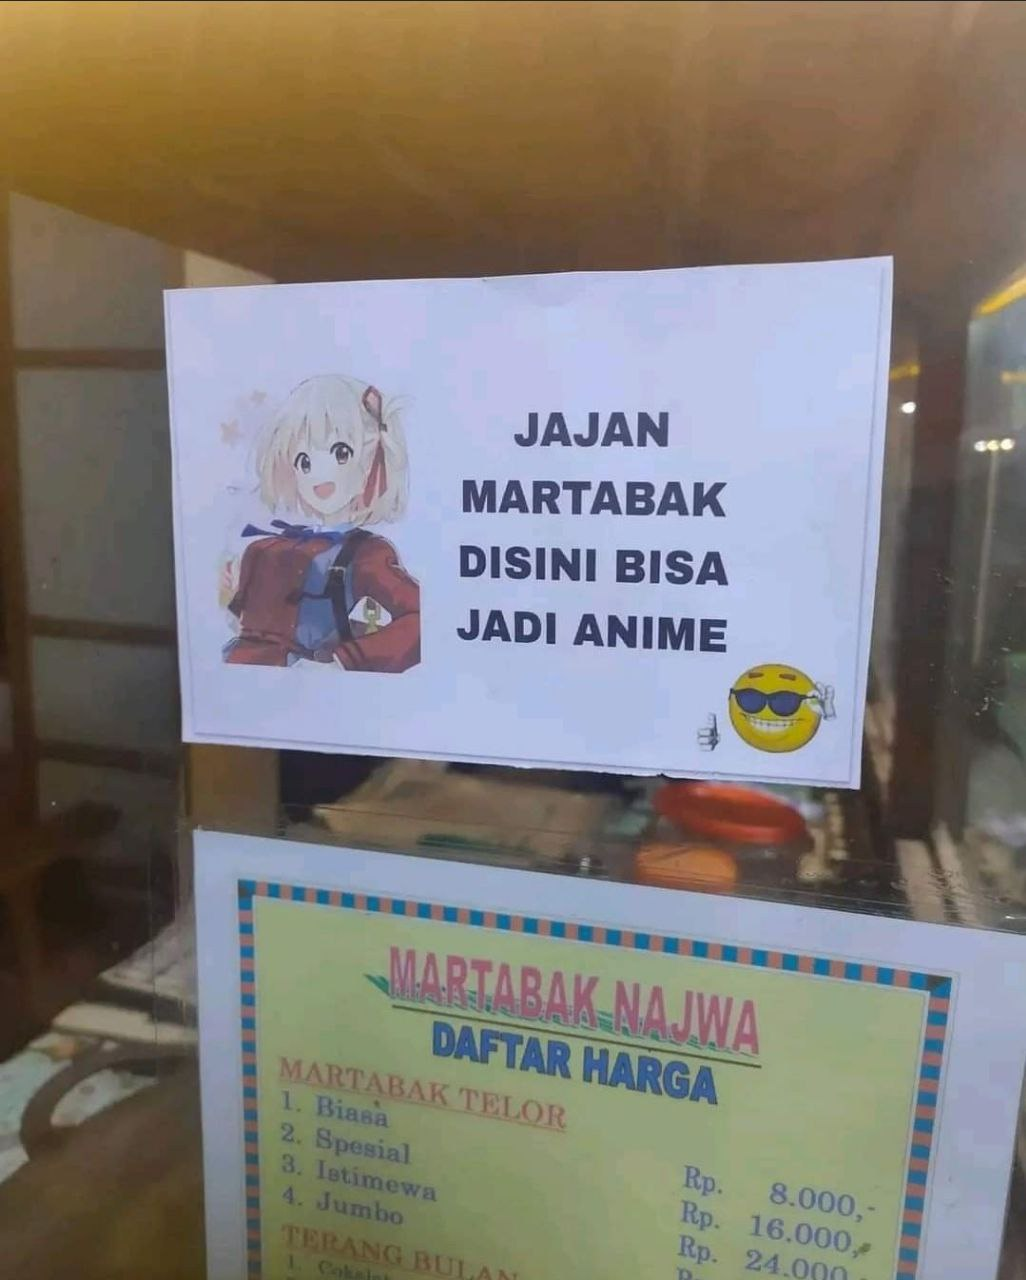 JAJAN
MARTABAK
DISINI BISA
JADI ANIME
MARTABAK NAJWA
DAFTAR HARGA
MARTABAK TELOR
1. Biasa
2. Spesial
3. Istimewa
4. Jumbo
Rp. 8.000,-
Rp. 16.000,
Rp. 24.000
TERANG BULAN
1.